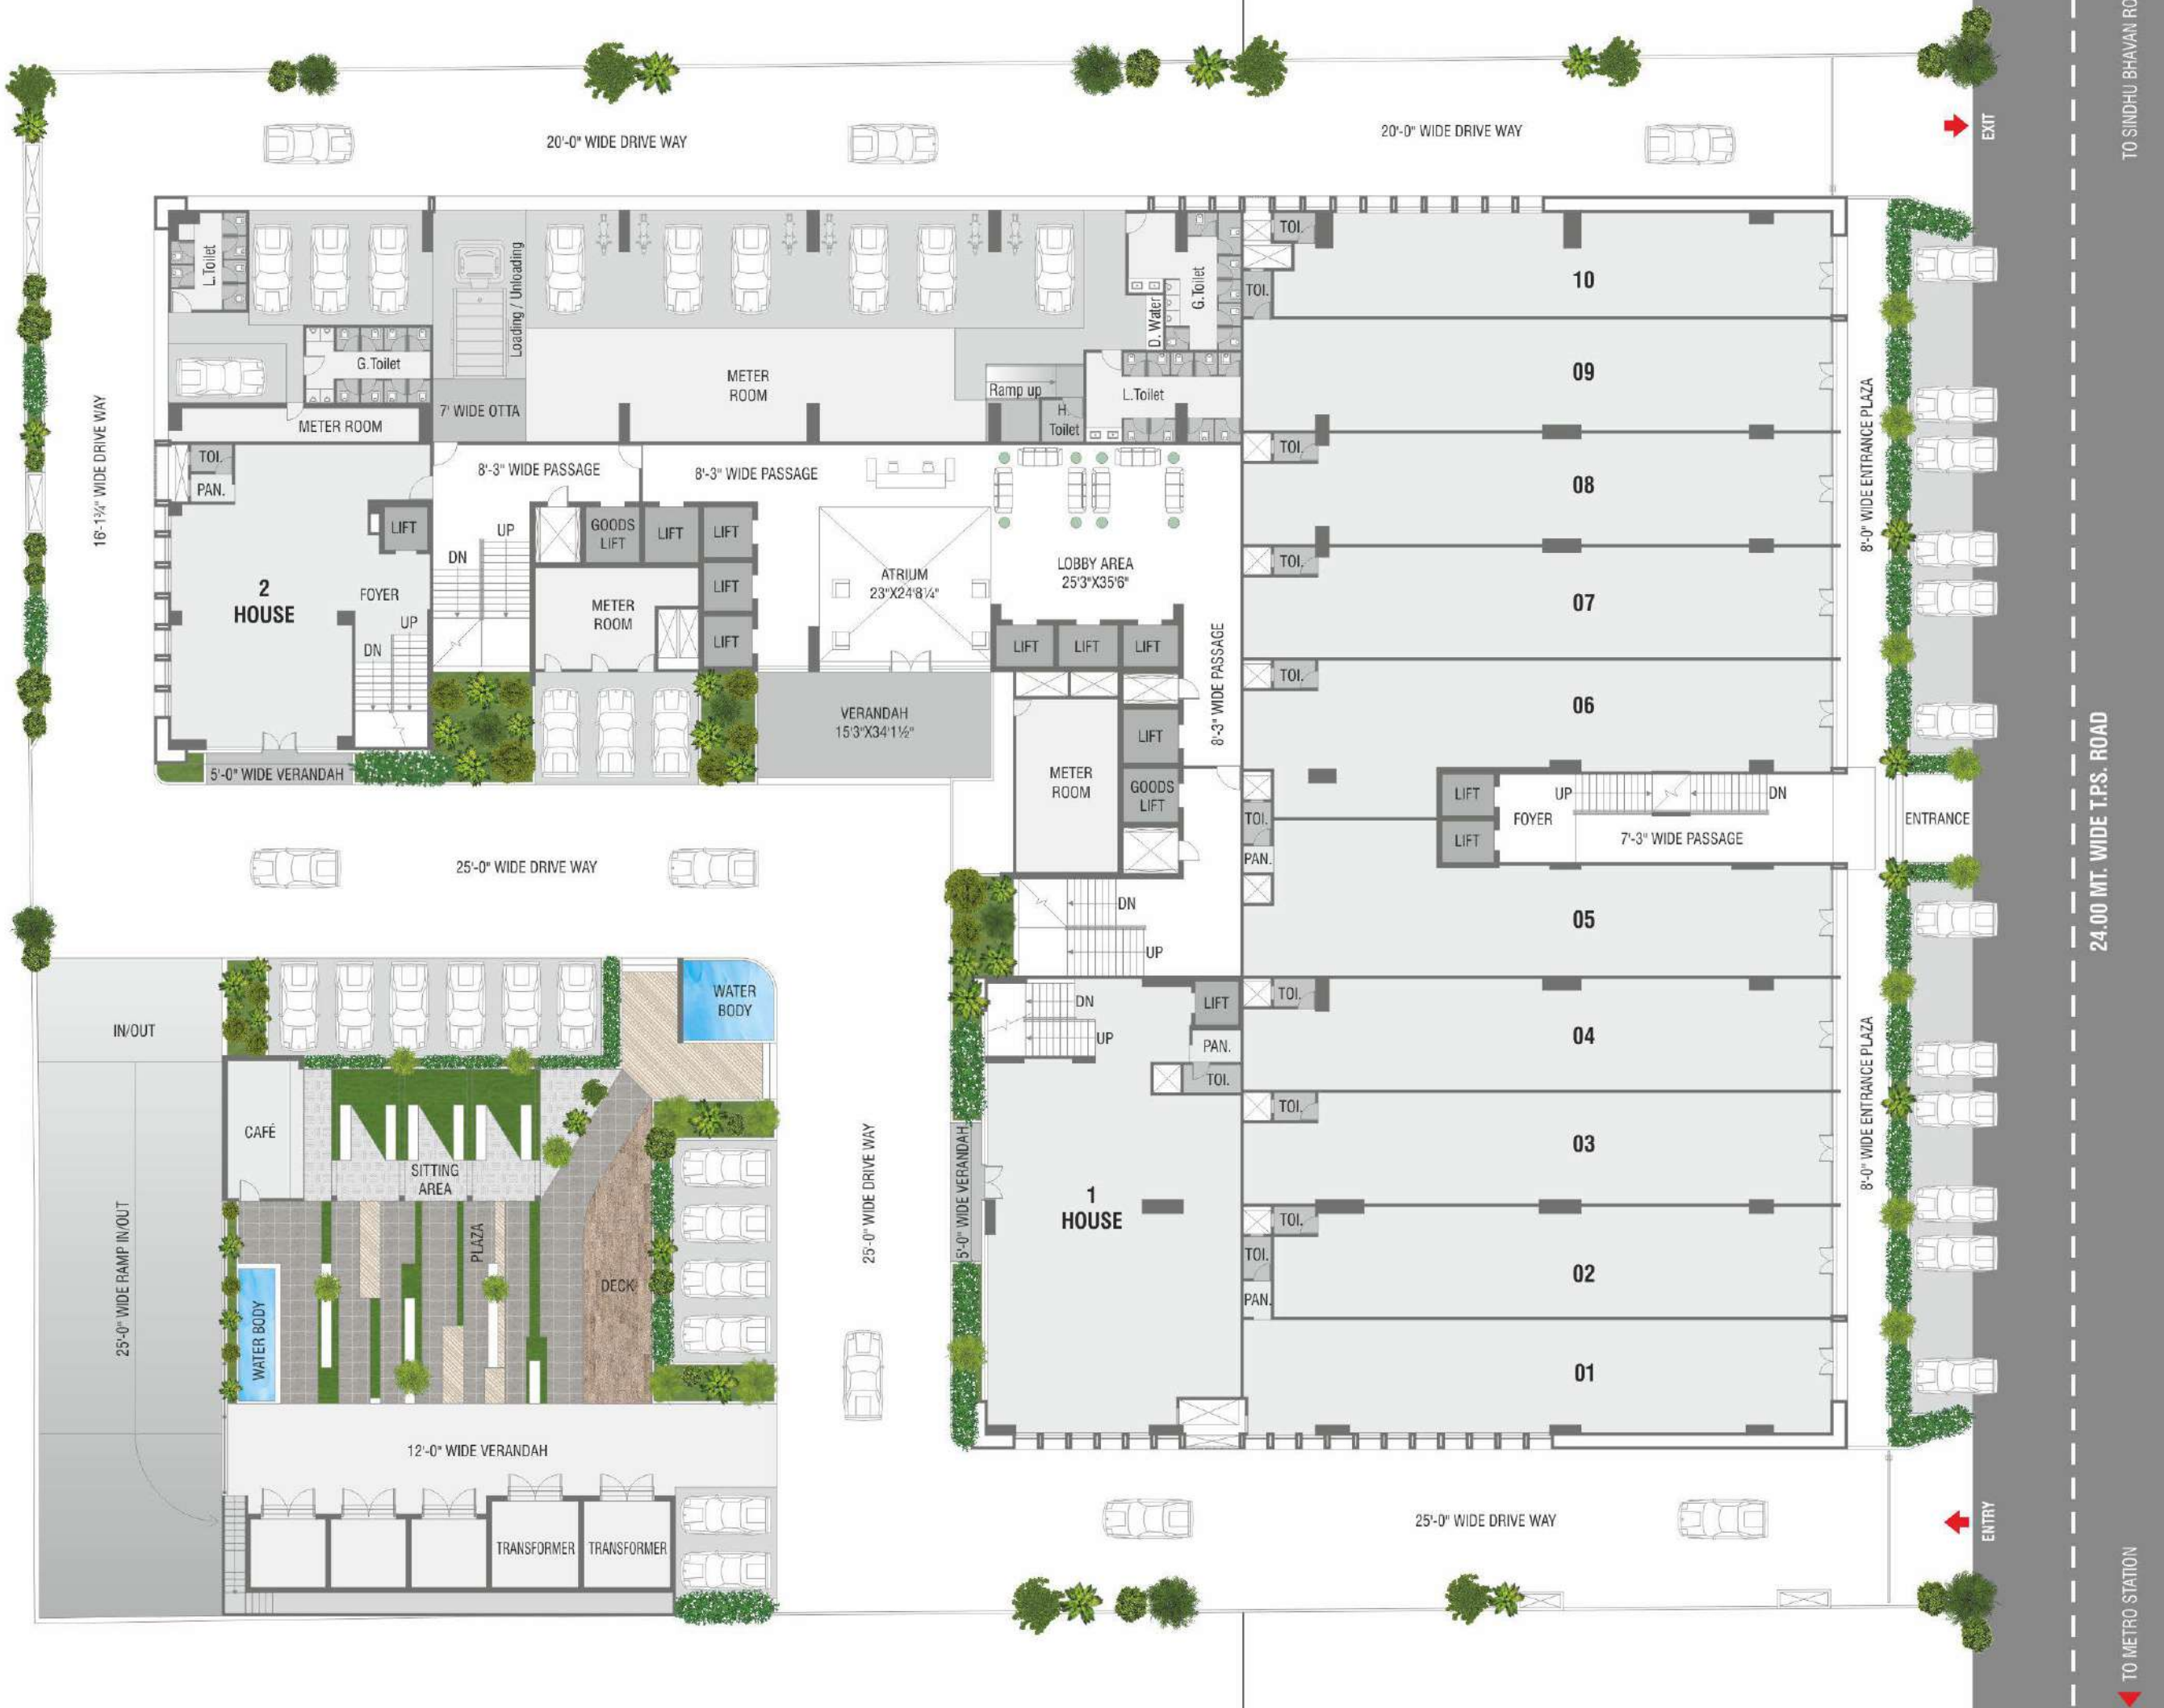 TO SINDHU BHAVAN RO
EXIT
20'-0" WIDE DRIVE WAY
20'-0" WIDE DRIVE WAY
L.Toilet
Loading / Unloading
G.Toilet
D. Water
TOI.
TOI.
10
G.Toilet
METER
ROOM
Ramp up
H.
Toilet
L.Toilet
09
7' WIDE OTTA
METER ROOM
16'-1¾" WIDE DRIVE WAY
8'-0" WIDE ENTRANCE PLAZA
TOI.
PAN.
8'-3" WIDE PASSAGE
8'-3" WIDE PASSAGE
TOI.
08
LIFT
UP
DN
GOODS
LIFT
LIFT
LIFT
LIFT
LIFT
ATRIUM
23'X24'8¼"
LOBBY AREA
25'3"X35'6"
TOI.
07
2
HOUSE
FOYER
UP
DN
METER
ROOM
LIFT
LIFT
LIFT
8'-3" WIDE PASSAGE
TOI.
06
VERANDAH
15'3"X34'1½"
LIFT
5'-0" WIDE VERANDAH
METER
ROOM
GOODS
LIFT
TOI.
PAN.
LIFT
LIFT
UP
FOYER
DN
7'-3" WIDE PASSAGE
ENTRANCE
24.00 MT. WIDE T.P.S. ROAD
25'-0" WIDE DRIVE WAY
DN
UP
05
WATER
BODY
IN/OUT
DN
UP
LIFT
PAN.
TOI.
TOI.
04
8'-0" WIDE ENTRANCE PLAZA
CAFÉ
SITTING
AREA
25'-0" WIDE DRIVE WAY
5'-0" WIDE VERANDAH
TOI.
03
25'-0" WIDE RAMP IN/OUT
PLAZA
DECK
WATER BODY
1
HOUSE
TOI.
TOI.
PAN.
02
01
12'-0" WIDE VERANDAH
TRANSFORMER
TRANSFORMER
25'-0" WIDE DRIVE WAY
ENTRY
TO METRO STATION